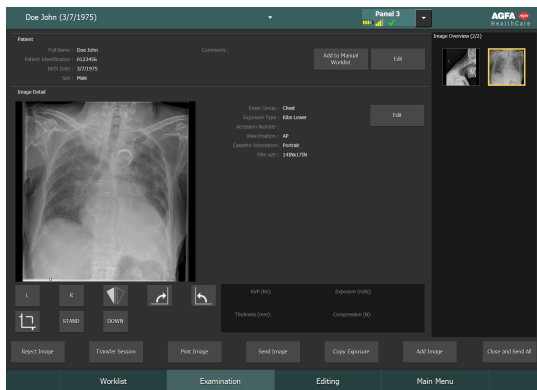 Doe John (3/7/1975)
Panel 3
AGFA
HealthCare
Patient
Full Name : Doe John
Patient Identification : 0123456
Birth Date : 3/7/1975
Sex : Male
Comments :
Add to Manual
Worklist
Edit
Image Overview (2/2)
Image Detail
Exam Group : Chest
Exposure Type : Ribs Lower
Accession Number :
View Position : AP
Cassette Orientation : Portrait
Film size : 14INx17IN
Edit
L
R
STAND
DOWN
KVP (kV):
Exposure (mAs):
Thickness (mm):
Compression (N):
Reject Image
Transfer Session
Print Image
Send Image
Copy Exposure
Add Image
Close and Send All
Worklist
Examination
Editing
Main Menu